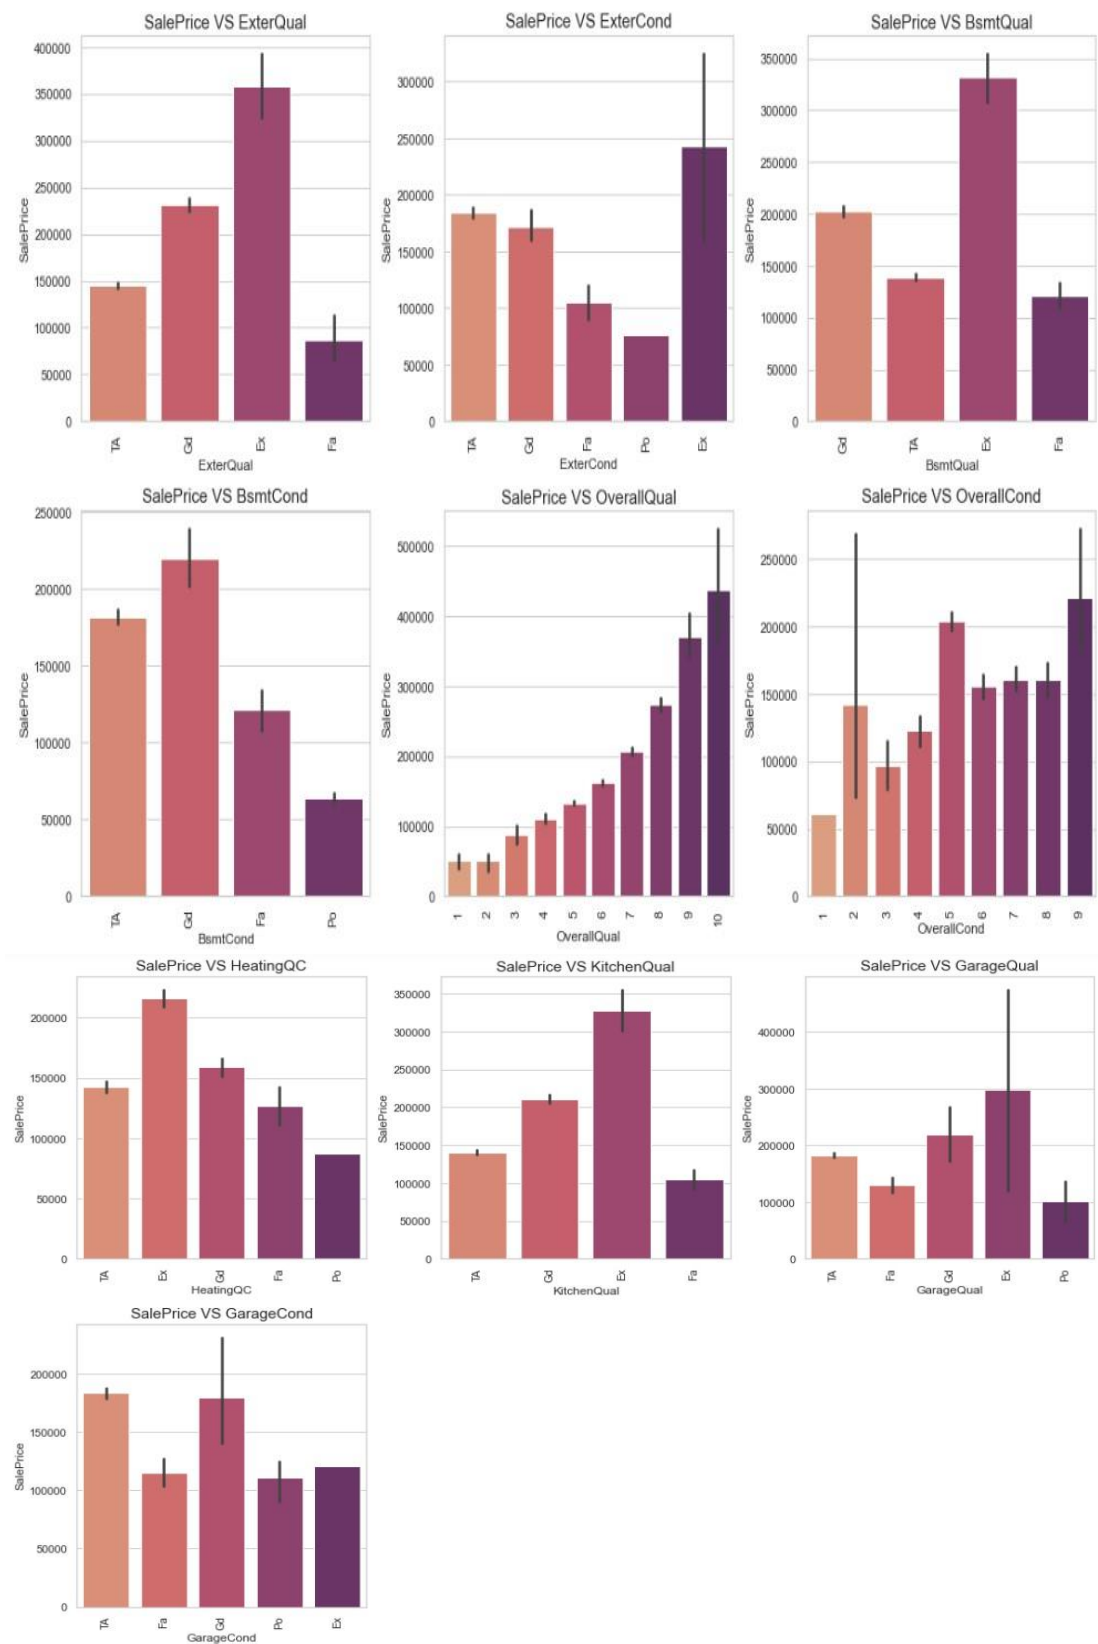 SalePrice VS ExterQual
SalePrice
400000
350000
300000
250000
200000
150000
100000
50000
0
TA Gd Ex Fa
ExterQual
SalePrice VS ExterCond
SalePrice
300000
250000
200000
150000
100000
50000
0
TA Gd Fa Po Ex
ExterCond
SalePrice VS BsmtQual
SalePrice
350000
300000
250000
200000
150000
100000
50000
0
Gd TA Ex Fa
BsmtQual
SalePrice VS BsmtCond
SalePrice
250000
200000
150000
100000
50000
0
TA Gd Fa Po
BsmtCond
SalePrice VS OverallQual
SalePrice
500000
400000
300000
200000
100000
0
1 2 3 4 5 6 7 8 9 10
OverallQual
SalePrice VS OverallCond
SalePrice
250000
200000
150000
100000
50000
0
1 2 3 4 5 6 7 8 9
OverallCond
SalePrice VS HeatingQC
SalePrice
200000
150000
100000
50000
0
TA Ex Gd Fa Po
HeatingQC
SalePrice VS KitchenQual
SalePrice
350000
300000
250000
200000
150000
100000
50000
0
TA Gd Ex Fa
KitchenQual
SalePrice VS GarageQual
SalePrice
400000
300000
200000
100000
0
TA Fa Gd Ex Po
GarageQual
SalePrice VS GarageCond
SalePrice
200000
150000
100000
50000
0
TA Fa Gd Po Ex
GarageCond